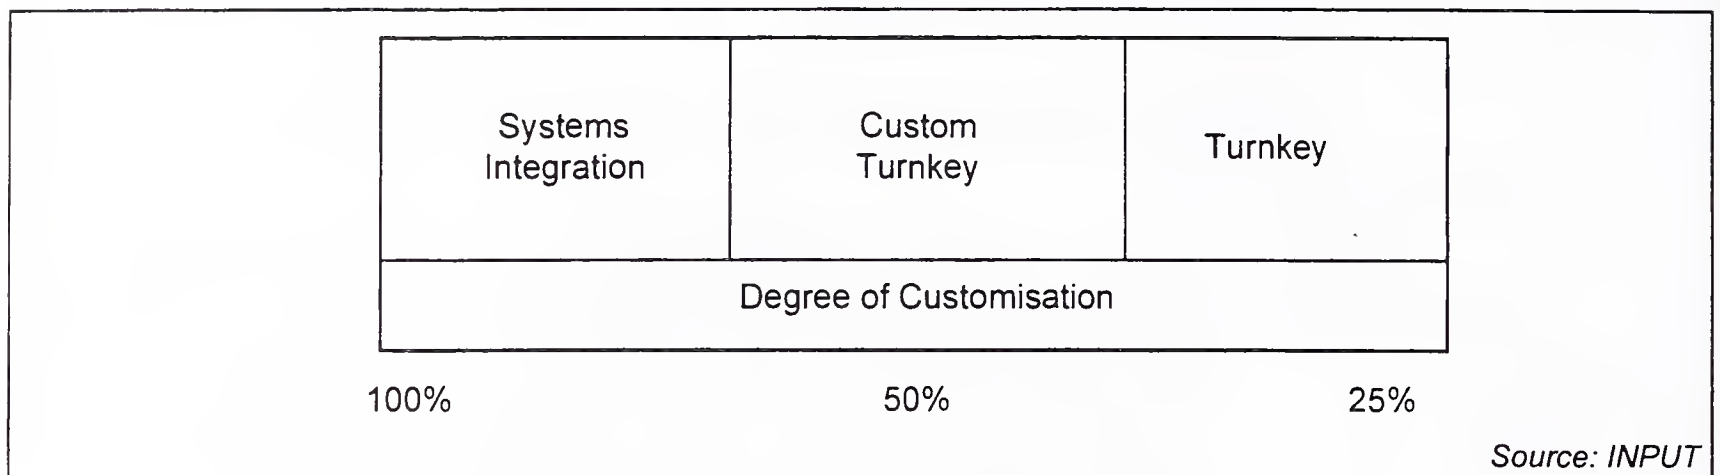 Systems
Integration
Custom
Turnkey
Turnkey
Degree of Customisation
100% 50% 25%
Source: INPUT